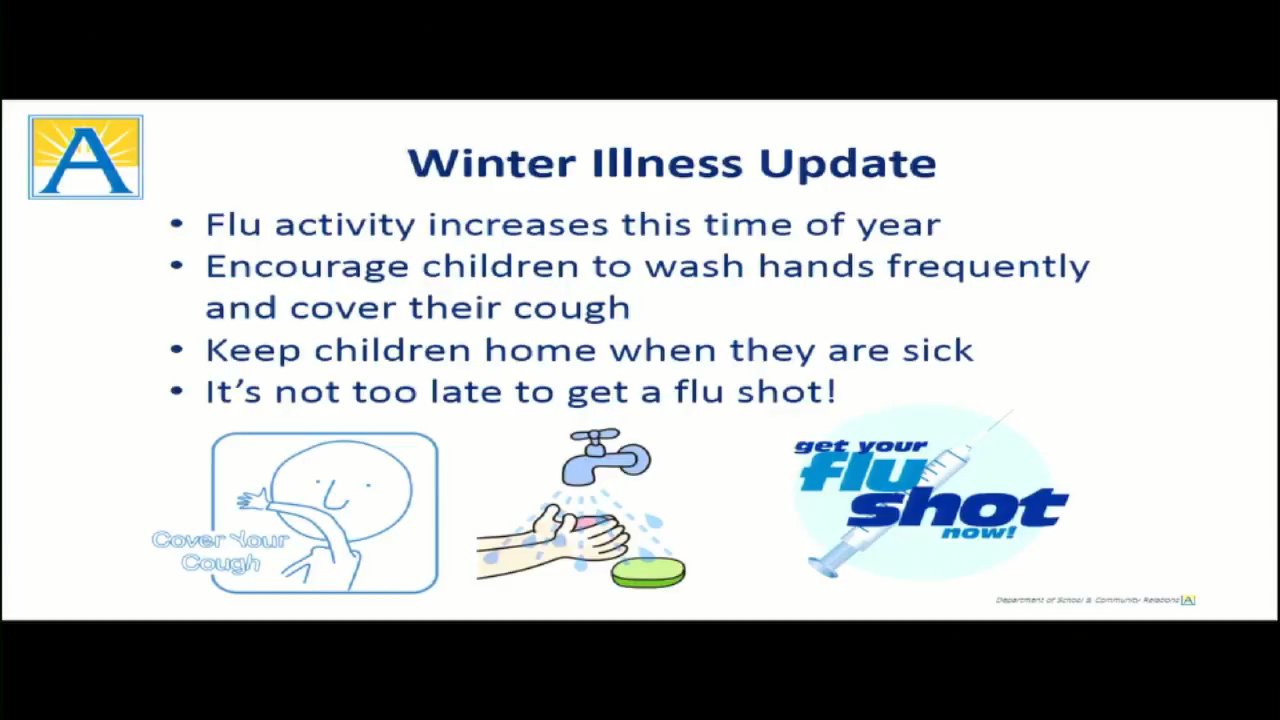 A
Winter Illness Update
• Flu activity increases this time of year
• Encourage children to wash hands frequently
and cover their cough
• Keep children home when they are sick
• It’s not too late to get a flu shot!
Cover Your
Cough
get your
flu
shot
now!
Department of School & Community Relations A